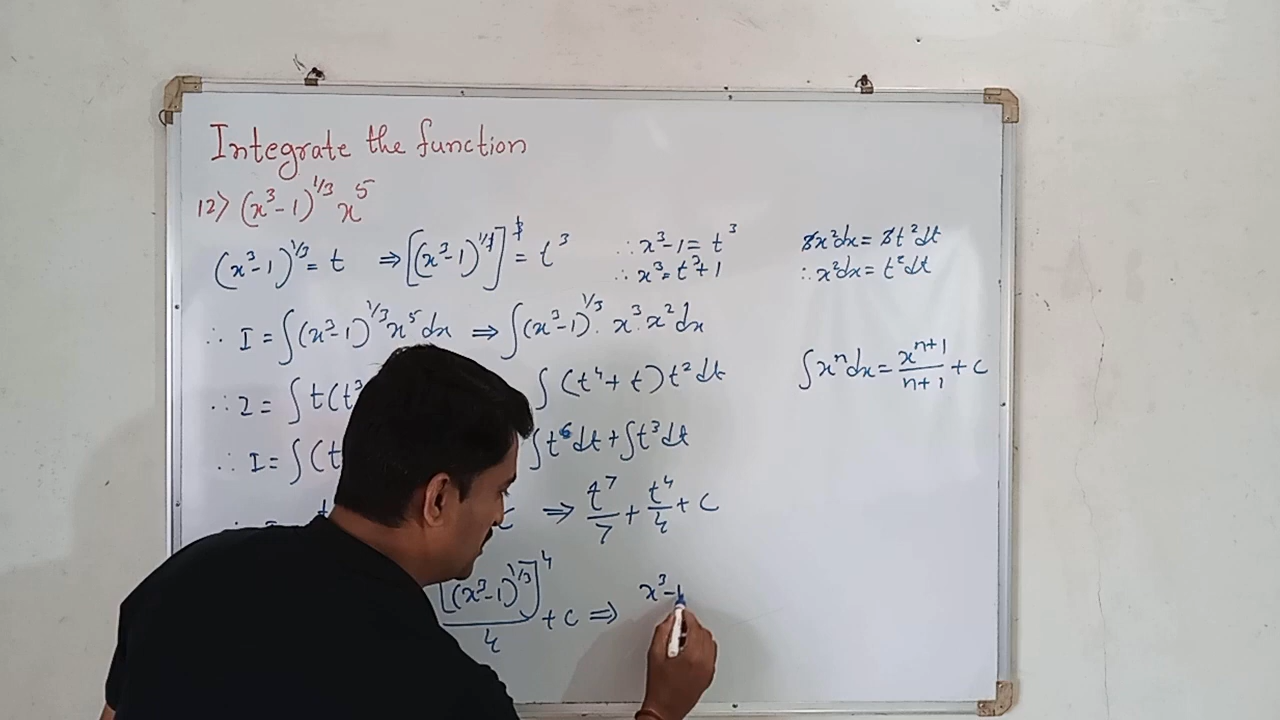 Integrate the function
12> (x³-1)^1/3 x⁵
(x³-1)^1/3 = t ⇒ [(x³-1)^1/3]³ = t³ ∴ x³-1 = t³ 3x²dx = 3t²dt
∴ x³ = t³+1 ∴ x²dx = t²dt
∴ I = ∫(x³-1)^1/3 x⁵ dx ⇒ ∫(x³-1)^1/3 . x³. x² dx
∫xⁿdx = x^n+1/n+1 + c
∴ I = ∫ t(t³ ∫ (t⁴+ t) t² dt
∴ I = ∫(t ∫t⁶dt + ∫t³dt
⇒ t⁷/7 + t⁴/4 + c
[(x³-1)^1/3]⁴/4 + c ⇒ x³-1